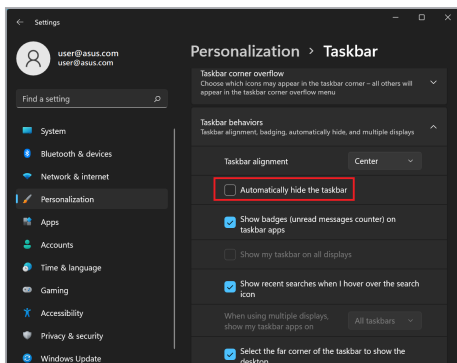 Settings
user@asus.com
user@asus.com
Find a setting
System
Bluetooth & devices
Network & internet
Personalization
Apps
Accounts
Time & language
Gaming
Accessibility
Privacy & security
Windows Update
Personalization > Taskbar
Taskbar corner overflow
Choose which icons may appear in the taskbar corner – all others will
appear in the taskbar corner overflow menu
Taskbar behaviors
Taskbar alignment, badging, automatically hide, and multiple displays
Taskbar alignment
Center
Automatically hide the taskbar
Show badges (unread messages counter) on
taskbar apps
Show my taskbar on all displays
Show recent searches when I hover over the search
icon
When using multiple displays,
show my taskbar apps on
All taskbars
Select the far corner of the taskbar to show the
desktop